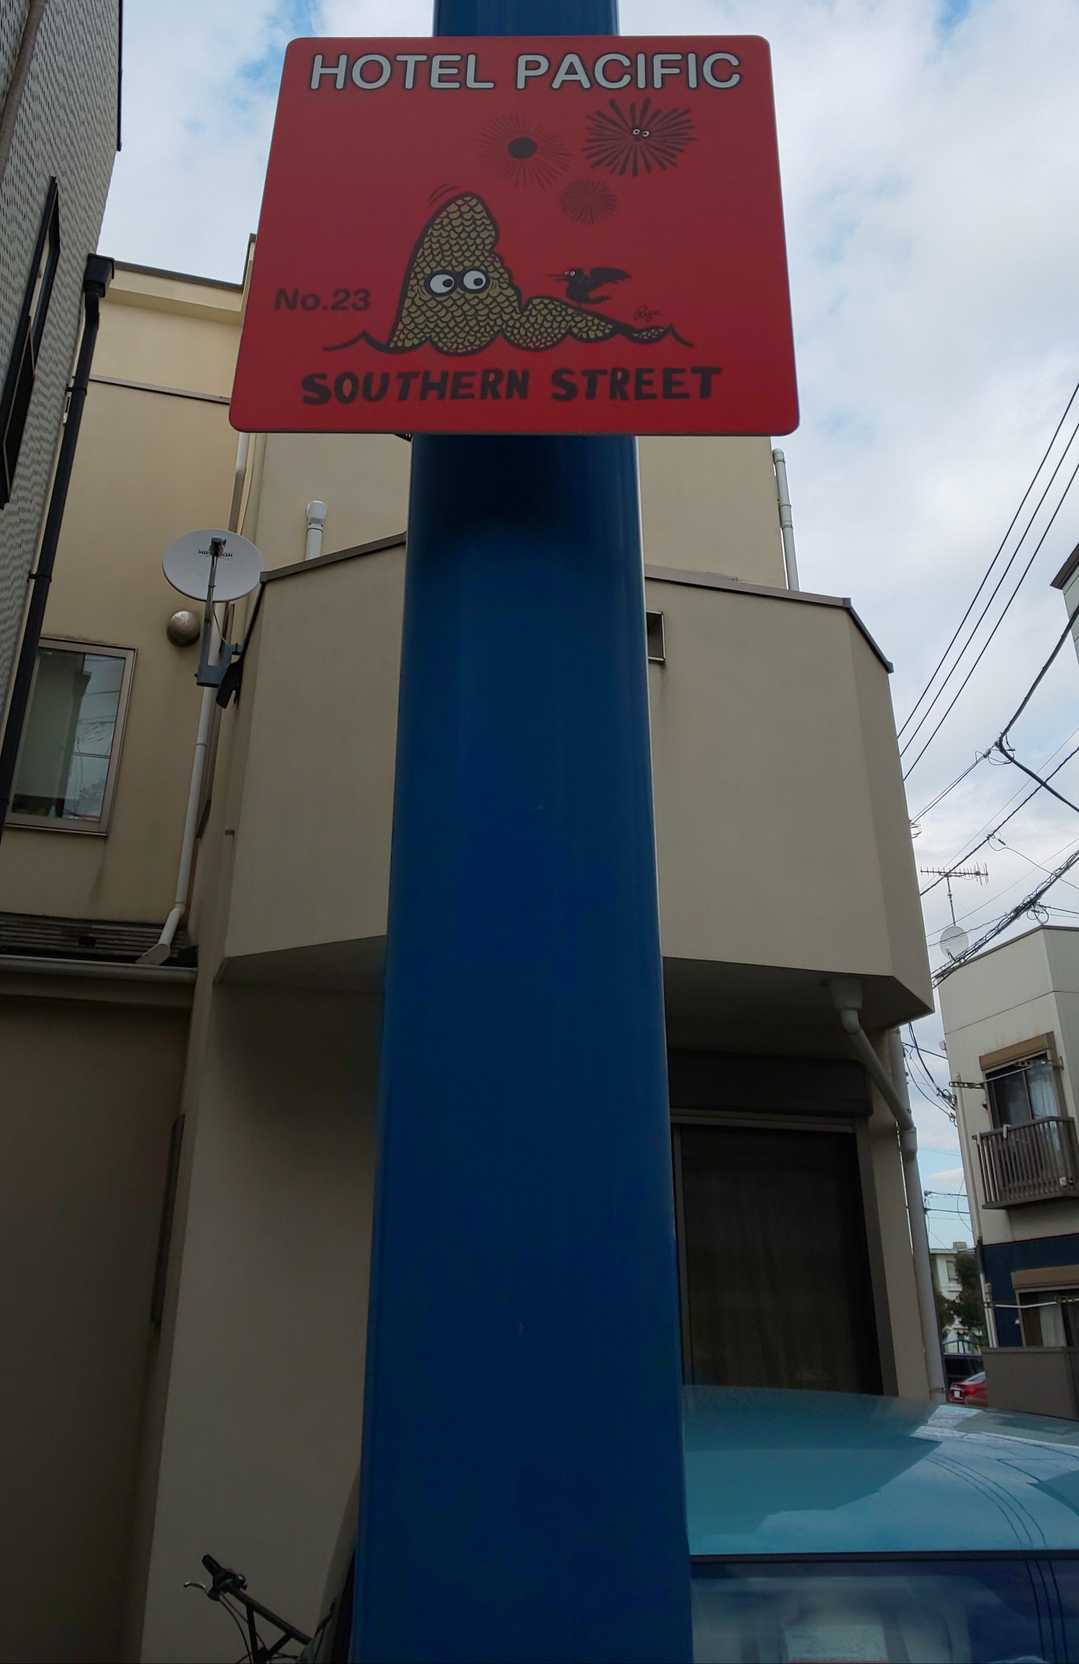 HOTEL PACIFIC
No.23
SOUTHERN STREET